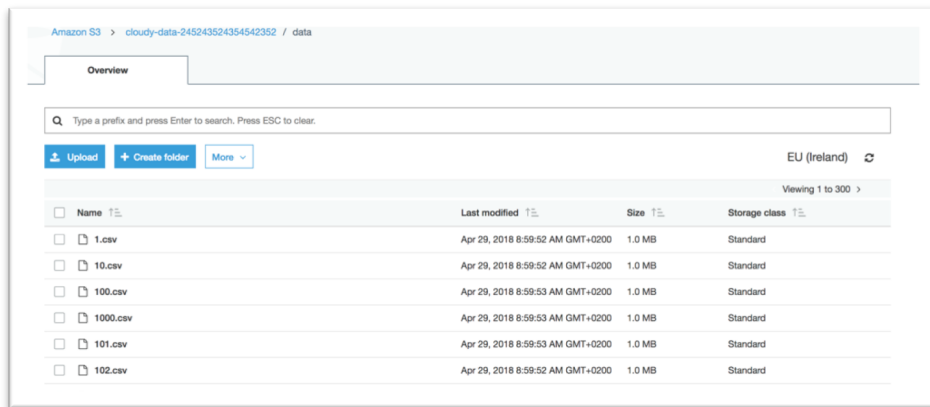 Amazon S3 > cloudy-data-245243524354542352 / data
Overview
Type a prefix and press Enter to search. Press ESC to clear.
Upload + Create folder More EU (Ireland)
Viewing 1 to 300 >
Name Last modified Size Storage class
1.csv Apr 29, 2018 8:59:52 AM GMT+0200 1.0 MB Standard
10.csv Apr 29, 2018 8:59:52 AM GMT+0200 1.0 MB Standard
100.csv Apr 29, 2018 8:59:53 AM GMT+0200 1.0 MB Standard
1000.csv Apr 29, 2018 8:59:53 AM GMT+0200 1.0 MB Standard
101.csv Apr 29, 2018 8:59:53 AM GMT+0200 1.0 MB Standard
102.csv Apr 29, 2018 8:59:52 AM GMT+0200 1.0 MB Standard